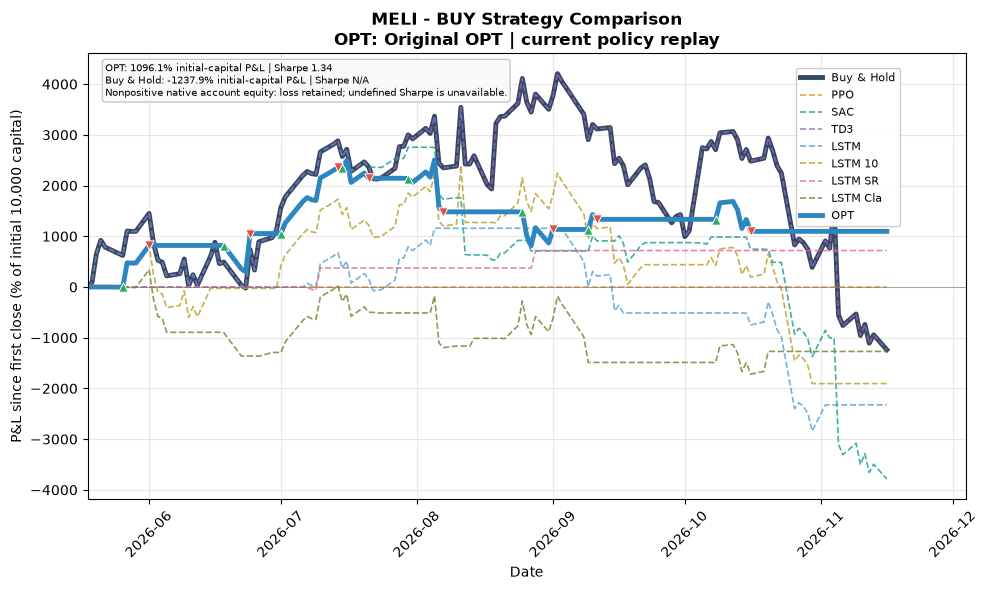 MELI - BUY Strategy Comparison
OPT: Original OPT | current policy replay
OPT: 1096.1% initial-capital P&L | Sharpe 1.34
Buy & Hold: -1237.9% initial-capital P&L | Sharpe N/A
Nonpositive native account equity: loss retained; undefined Sharpe is unavailable.
Buy & Hold
PPO
SAC
TD3
LSTM
LSTM 10
LSTM SR
LSTM Cla
OPT
P&L since first close (% of initial 10,000 capital)
4000
3000
2000
1000
0
−1000
−2000
−3000
−4000
2026-06
2026-07
2026-08
2026-09
2026-10
2026-11
2026-12
Date